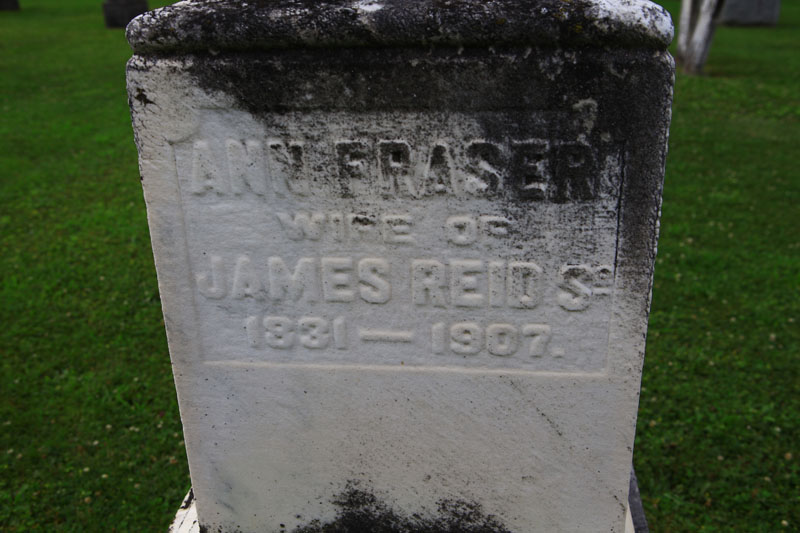 ANN FRASER
WIFE OF
JAMES REID Sr
1831 — 1907.